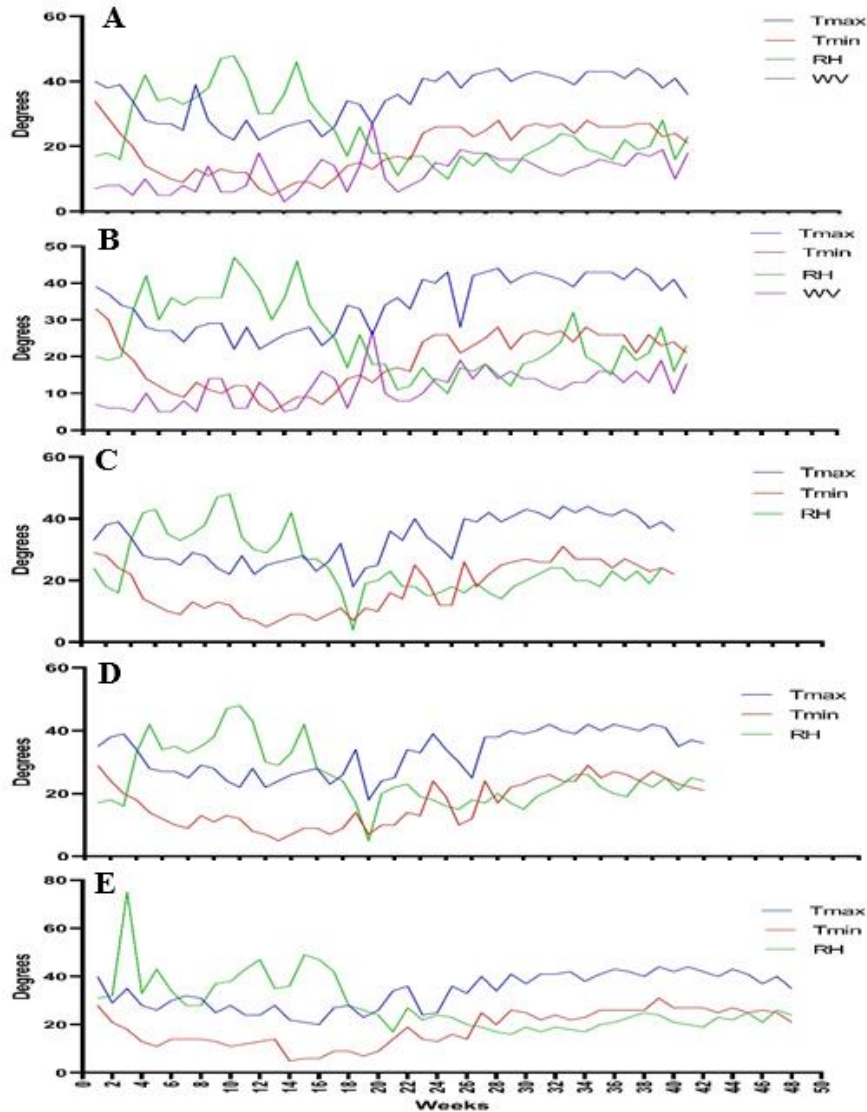 A
60
40
20
0
Degrees
Tmax
Tmin
RH
WV
B
50
40
30
20
10
0
Degrees
Tmax
Tmin
RH
WV
C
60
40
20
0
Degrees
Tmax
Tmin
RH
D
60
40
20
0
Degrees
Tmax
Tmin
RH
E
80
60
40
20
0
Degrees
Tmax
Tmin
RH
0 2 4 6 8 10 12 14 16 18 20 22 24 26 28 30 32 34 36 38 40 42 44 46 48 50
Weeks